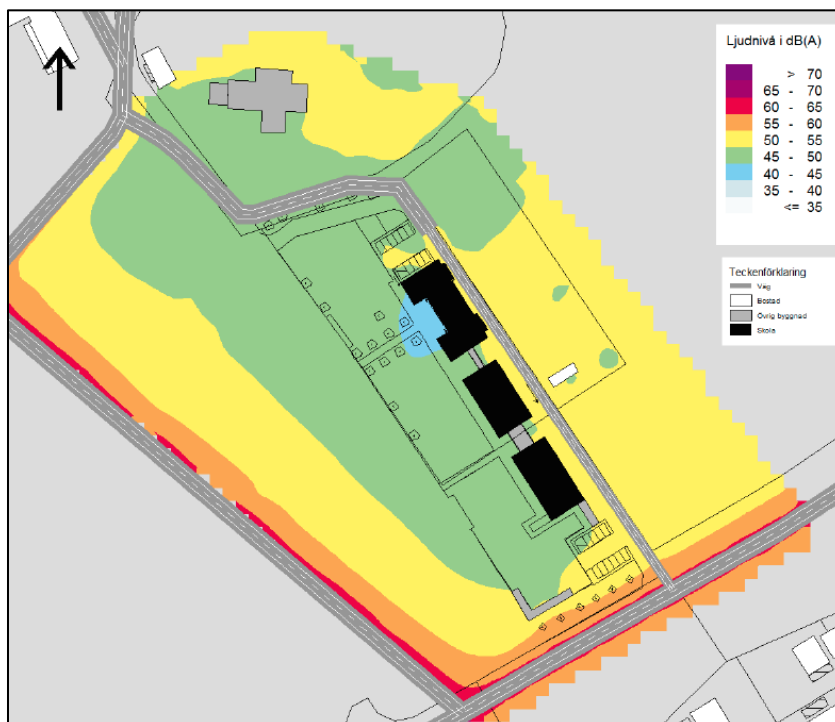 Ljudnivå i dB(A)
> 70
65 - 70
60 - 65
55 - 60
50 - 55
45 - 50
40 - 45
35 - 40
<= 35
Teckenförklaring
Väg
Bostad
Övrig byggnad
Skola